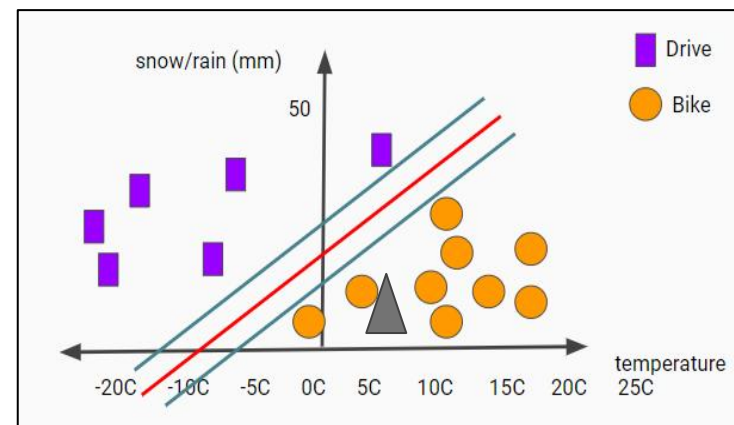 snow/rain (mm)
Drive
50
Bike
temperature
-20C -10C -5C 0C 5C 10C 15C 20C 25C